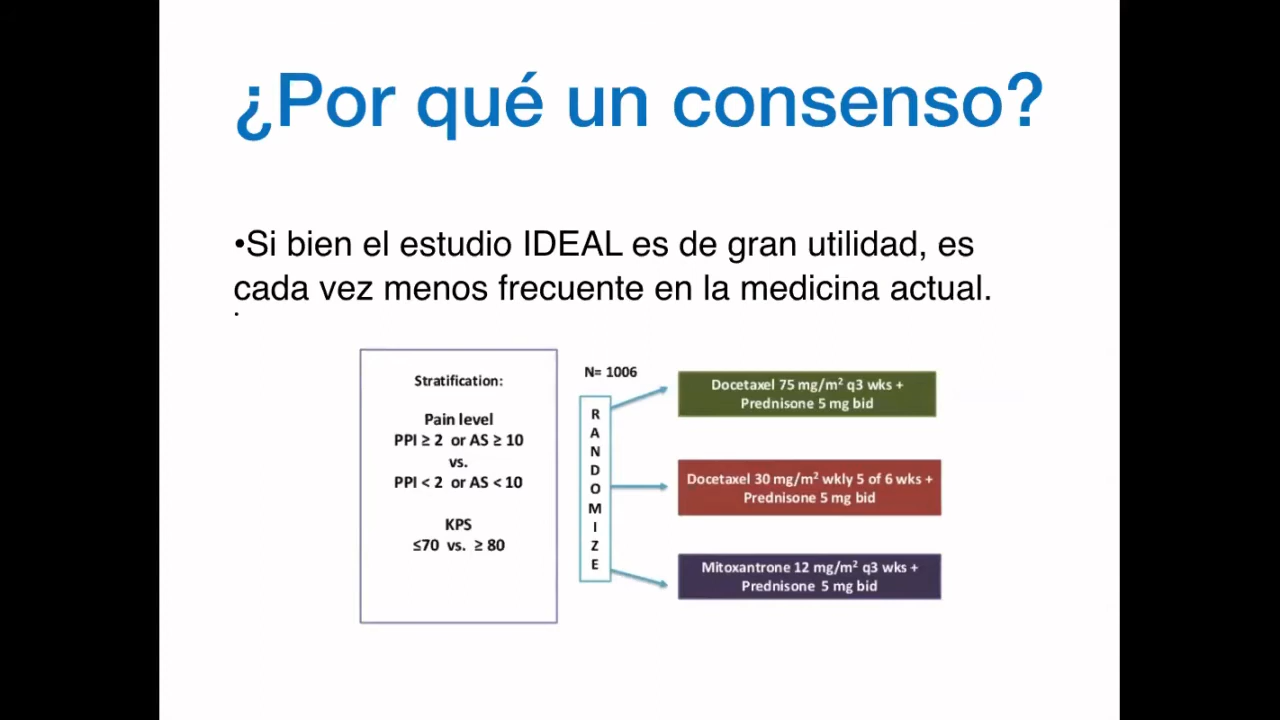 ¿Por qué un consenso?
•Si bien el estudio IDEAL es de gran utilidad, es
cada vez menos frecuente en la medicina actual.
•
Stratification:
Pain level
PPI ≥ 2 or AS ≥ 10
vs.
PPI < 2 or AS < 10
KPS
≤70 vs. ≥ 80
N= 1006
R
A
N
D
O
M
I
Z
E
Docetaxel 75 mg/m² q3 wks +
Prednisone 5 mg bid
Docetaxel 30 mg/m² wkly 5 of 6 wks +
Prednisone 5 mg bid
Mitoxantrone 12 mg/m² q3 wks +
Prednisone 5 mg bid